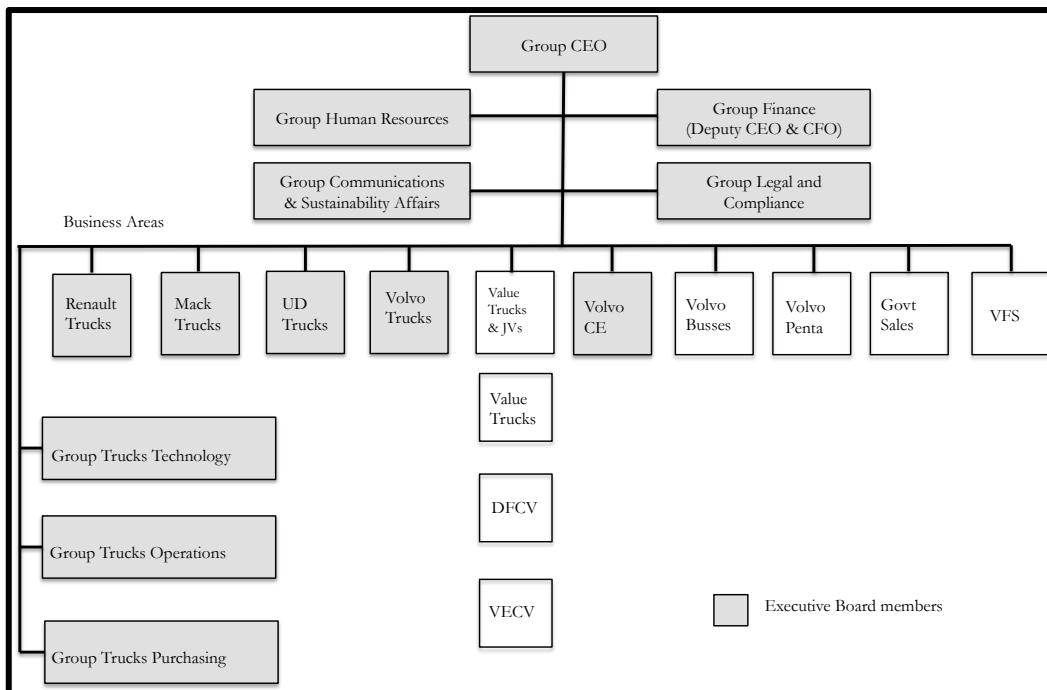 Group CEO
Group Human Resources
Group Finance
(Deputy CEO & CFO)
Group Communications
& Sustainability Affairs
Group Legal and
Compliance
Business Areas
Renault
Trucks
Mack
Trucks
UD
Trucks
Volvo
Trucks
Value
Trucks
& JVs
Volvo
CE
Volvo
Busses
Volvo
Penta
Govt
Sales
VFS
Value
Trucks
Group Trucks Technology
DFCV
Group Trucks Operations
VECV
Executive Board members
Group Trucks Purchasing